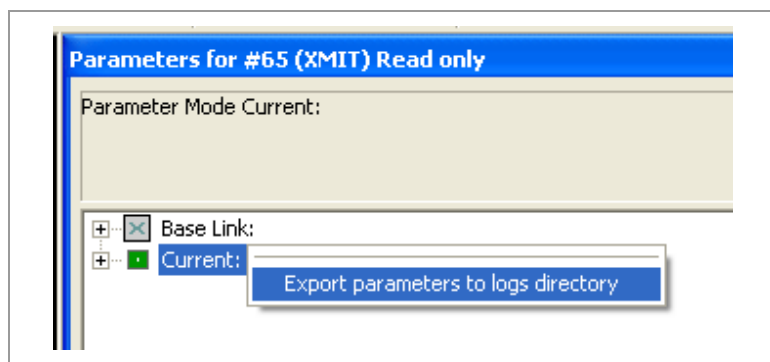 Parameters for #65 (XMIT) Read only
Parameter Mode Current:
Base Link:
Current:
Export parameters to logs directory